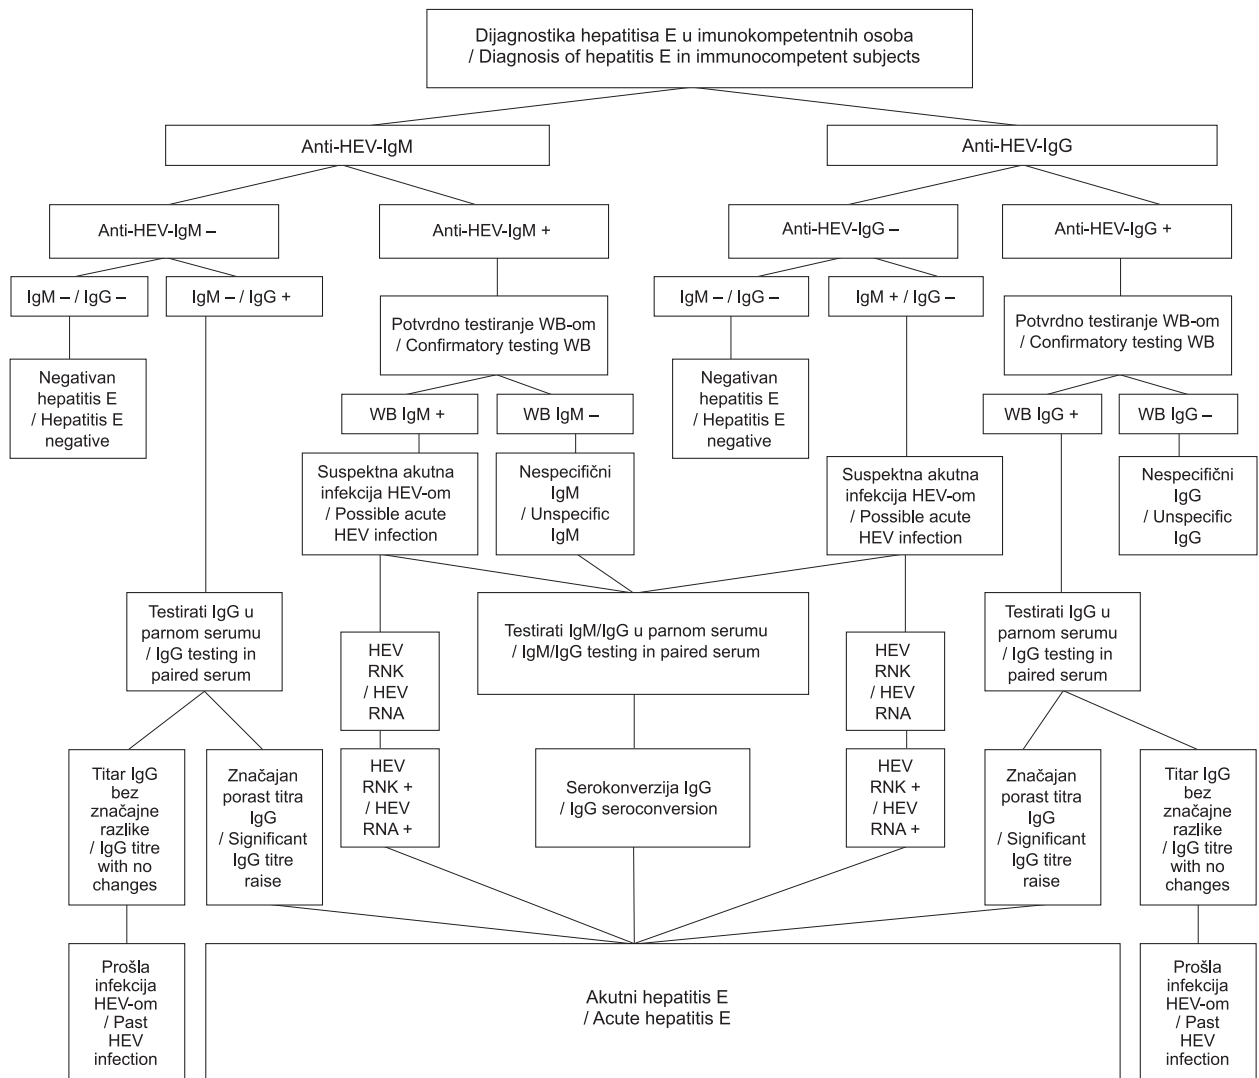 Dijagnostika hepatitisa E u imunokompetentnih osoba
/ Diagnosis of hepatitis E in immunocompetent subjects
Anti-HEV-IgM
Anti-HEV-IgG
Anti-HEV-IgM –
Anti-HEV-IgM +
Anti-HEV-IgG –
Anti-HEV-IgG +
IgM – / IgG –
IgM – / IgG +
IgM – / IgG –
IgM + / IgG –
Potvrdno testiranje WB-om
/ Confirmatory testing WB
Potvrdno testiranje WB-om
/ Confirmatory testing WB
Negativan
hepatitis E
/ Hepatitis E
negative
WB IgM +
WB IgM –
Negativan
hepatitis E
/ Hepatitis E
negative
WB IgG +
WB IgG –
Suspektna akutna
infekcija HEV-om
/ Possible acute
HEV infection
Nespecifični
IgM
/ Unspecific
IgM
Suspektna akutna
infekcija HEV-om
/ Possible acute
HEV infection
Nespecifični
IgG
/ Unspecific
IgG
Testirati IgG u
parnom serumu
/ IgG testing in
paired serum
HEV
RNK
/ HEV
RNA
Testirati IgM/IgG u parnom serumu
/ IgM/IgG testing in paired serum
HEV
RNK
/ HEV
RNA
Testirati IgG u
parnom serumu
/ IgG testing in
paired serum
Titar IgG
bez
značajne
razlike
/ IgG titre
with no
changes
Značajan
porast titra
IgG
/ Significant
IgG titre
raise
HEV
RNK +
/ HEV
RNA +
Serokonverzija IgG
/ IgG seroconversion
HEV
RNK +
/ HEV
RNA +
Značajan
porast titra
IgG
/ Significant
IgG titre
raise
Titar IgG
bez
značajne
razlike
/ IgG titre
with no
changes
Prošla
infekcija
HEV-om
/ Past
HEV
infection
Akutni hepatitis E
/ Acute hepatitis E
Prošla
infekcija
HEV-om
/ Past
HEV
infection